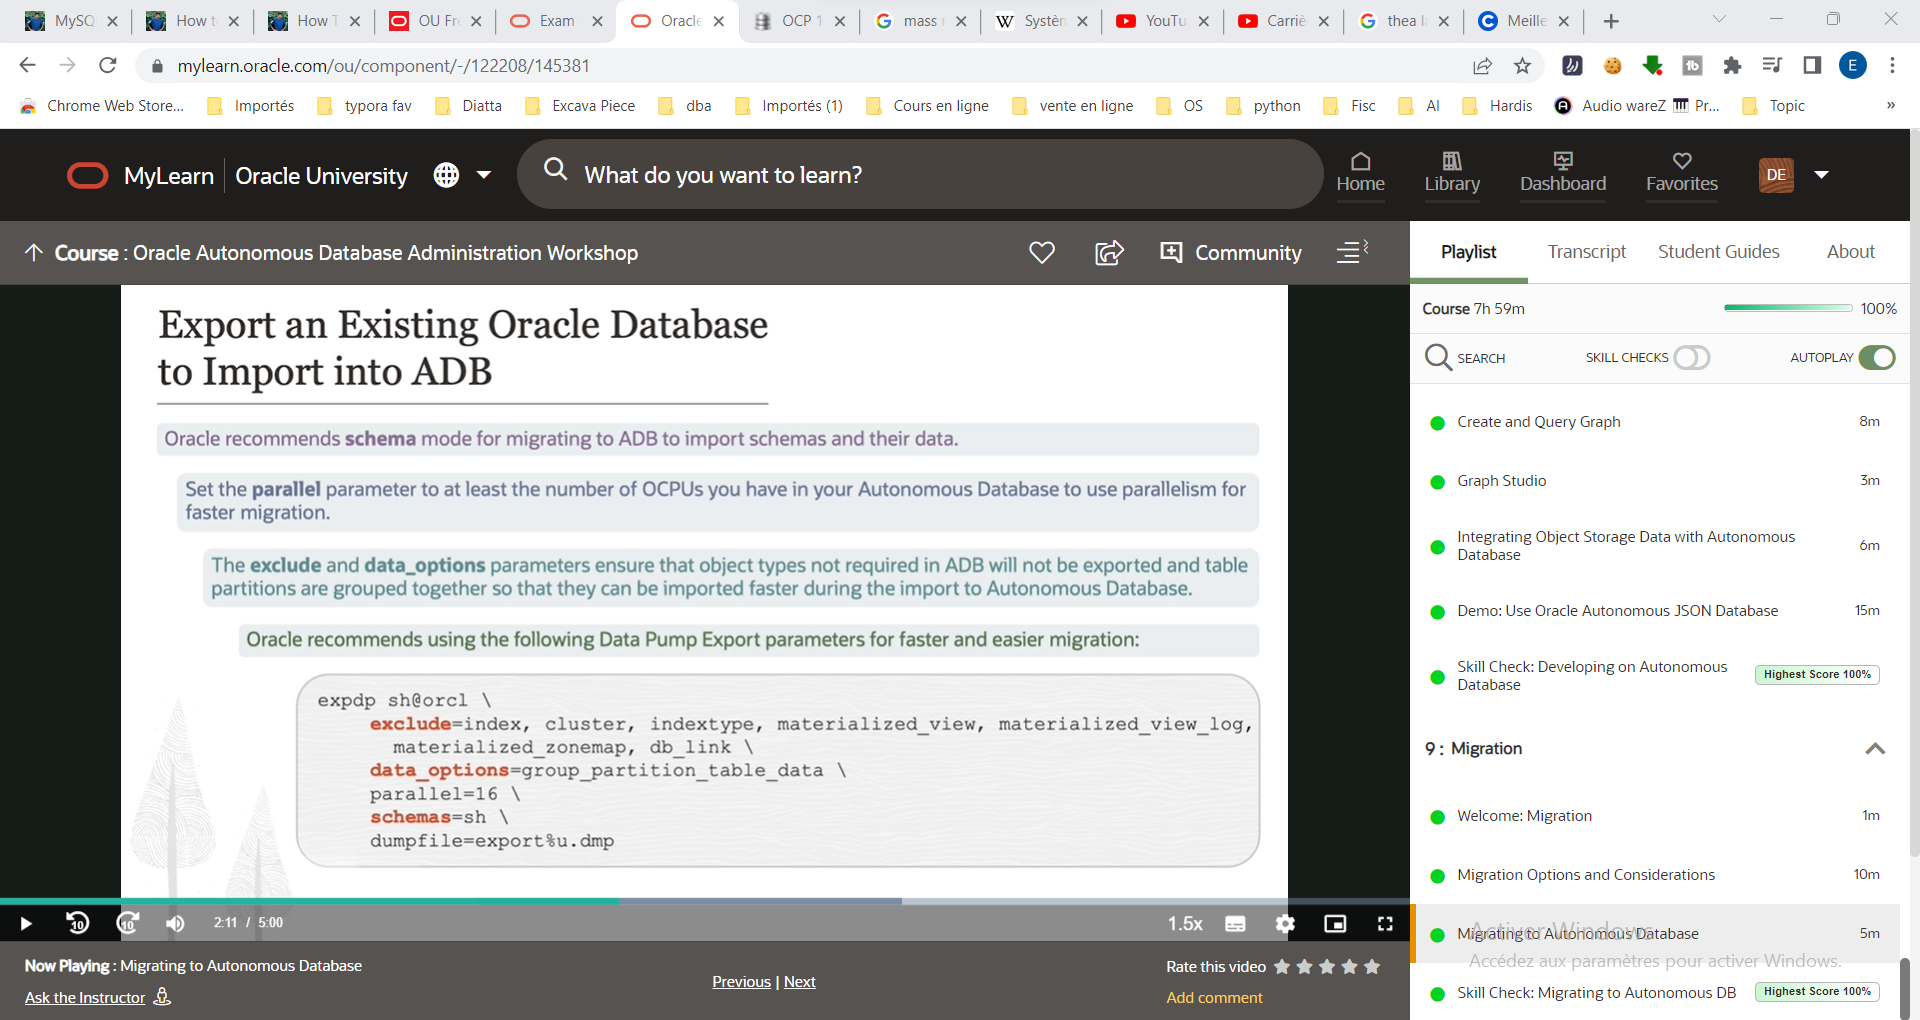 MySQ
How t
How T
OU Fr
Exam
Oracle
OCP 1
mass
Systèm
YouTu
Carriè
thea l
Meille
mylearn.oracle.com/ou/component/-/122208/145381
E
Chrome Web Store...
Importés
typora fav
Diatta
Excava Piece
dba
Importés (1)
Cours en ligne
vente en ligne
OS
python
Fisc
AI
Hardis
Audio wareZ
Pr...
Topic
»
MyLearn
Oracle University
What do you want to learn?
Home
Library
Dashboard
Favorites
DE
Course : Oracle Autonomous Database Administration Workshop
Community
Export an Existing Oracle Database
to Import into ADB
Oracle recommends schema mode for migrating to ADB to import schemas and their data.
Set the parallel parameter to at least the number of OCPUs you have in your Autonomous Database to use parallelism for
faster migration.
The exclude and data_options parameters ensure that object types not required in ADB will not be exported and table
partitions are grouped together so that they can be imported faster during the import to Autonomous Database.
Oracle recommends using the following Data Pump Export parameters for faster and easier migration:
expdp sh@orcl \
exclude=index, cluster, indextype, materialized_view, materialized_view_log,
materialized_zonemap, db_link \
data_options=group_partition_table_data \
parallel=16 \
schemas=sh \
dumpfile=export%u.dmp
10
10
2:11 / 5:00
1.5x
Now Playing : Migrating to Autonomous Database
Ask the Instructor
Previous | Next
Rate this video
Add comment
Playlist
Transcript
Student Guides
About
Course 7h 59m
100%
SEARCH
SKILL CHECKS
AUTOPLAY
Create and Query Graph
8m
Graph Studio
3m
Integrating Object Storage Data with Autonomous
Database
6m
Demo: Use Oracle Autonomous JSON Database
15m
Skill Check: Developing on Autonomous
Database
Highest Score 100%
9 : Migration
Welcome: Migration
1m
Migration Options and Considerations
10m
Migrating to Autonomous Database
5m
Activer Windows
Accédez aux paramètres pour activer Windows.
Skill Check: Migrating to Autonomous DB
Highest Score 100%